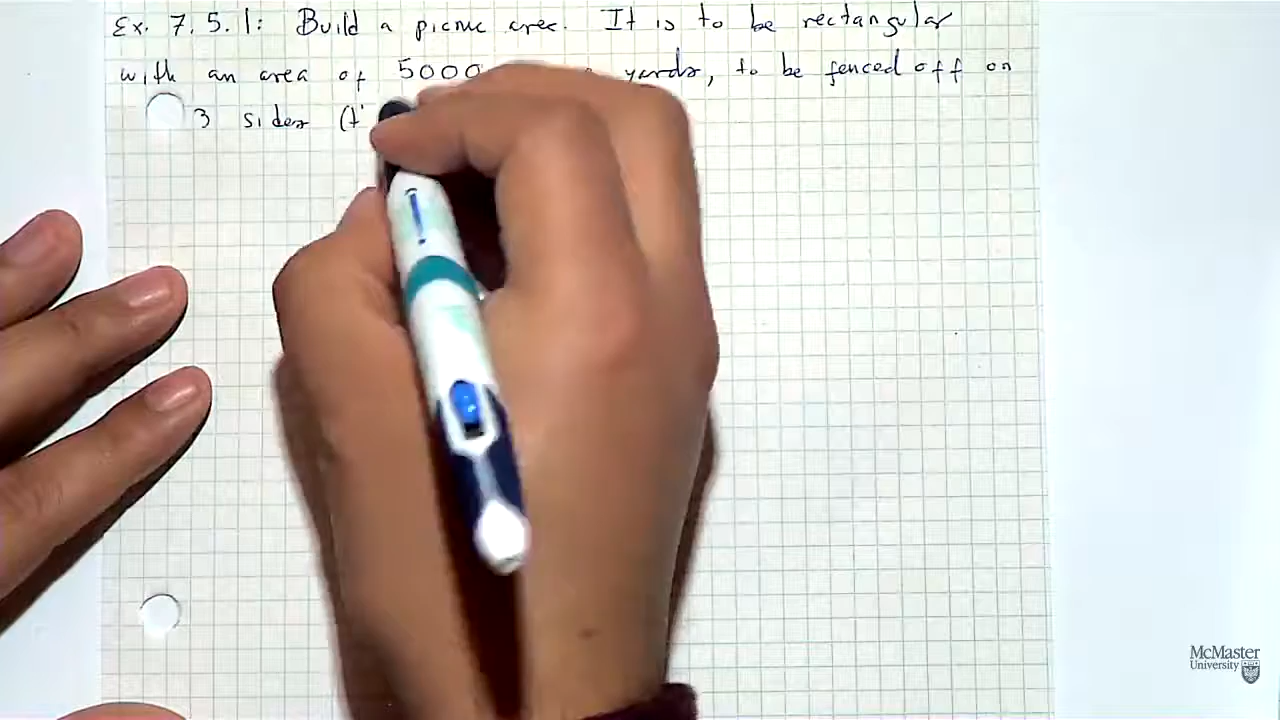 Ex. 7.5.1: Build a picnic area. It is to be rectangular
with an area of 5000 yards, to be fenced off on
3 sides (t
McMaster
University